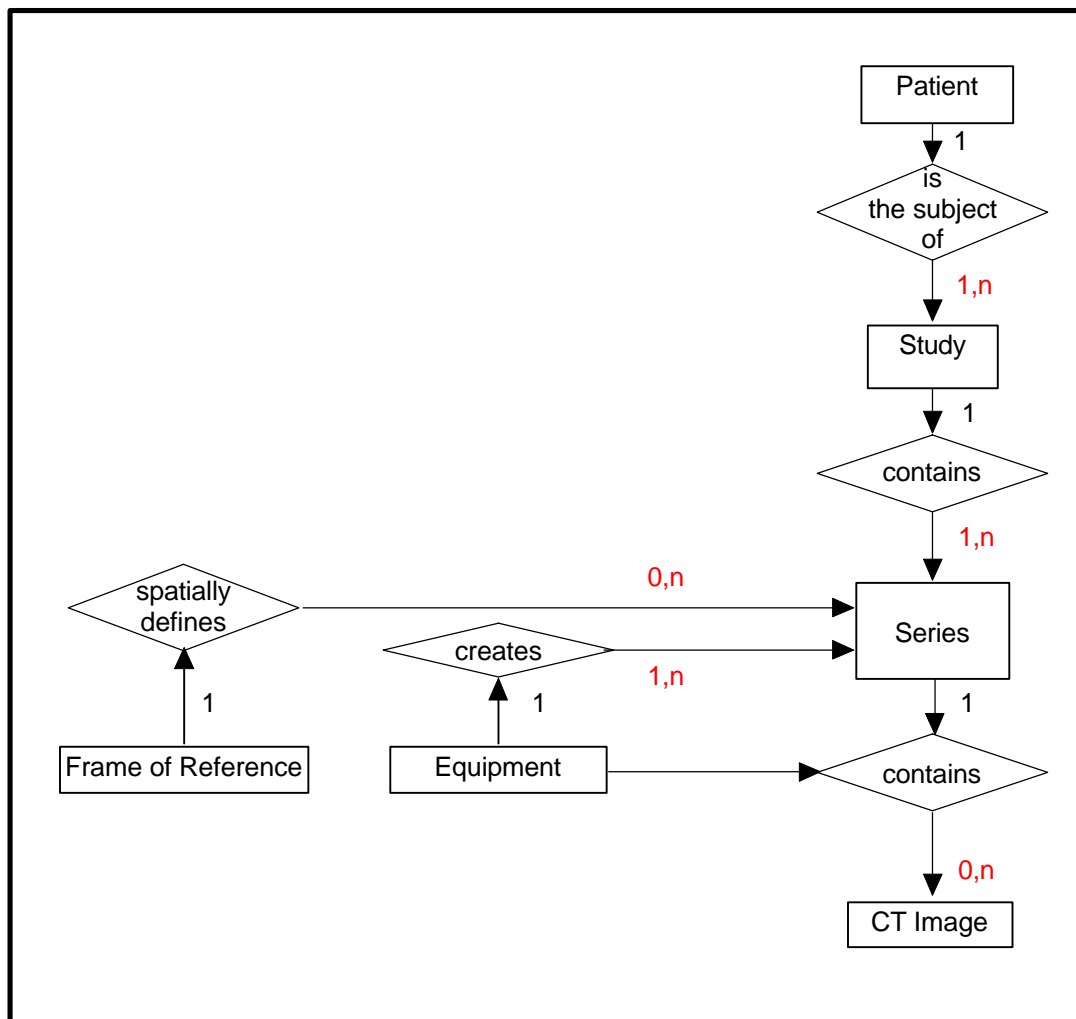 Patient
1
is
the subject
of
1,n
Study
1
contains
1,n
spatially
defines
0,n
Series
creates
1,n
1
1
1
Frame of Reference
Equipment
contains
0,n
CT Image